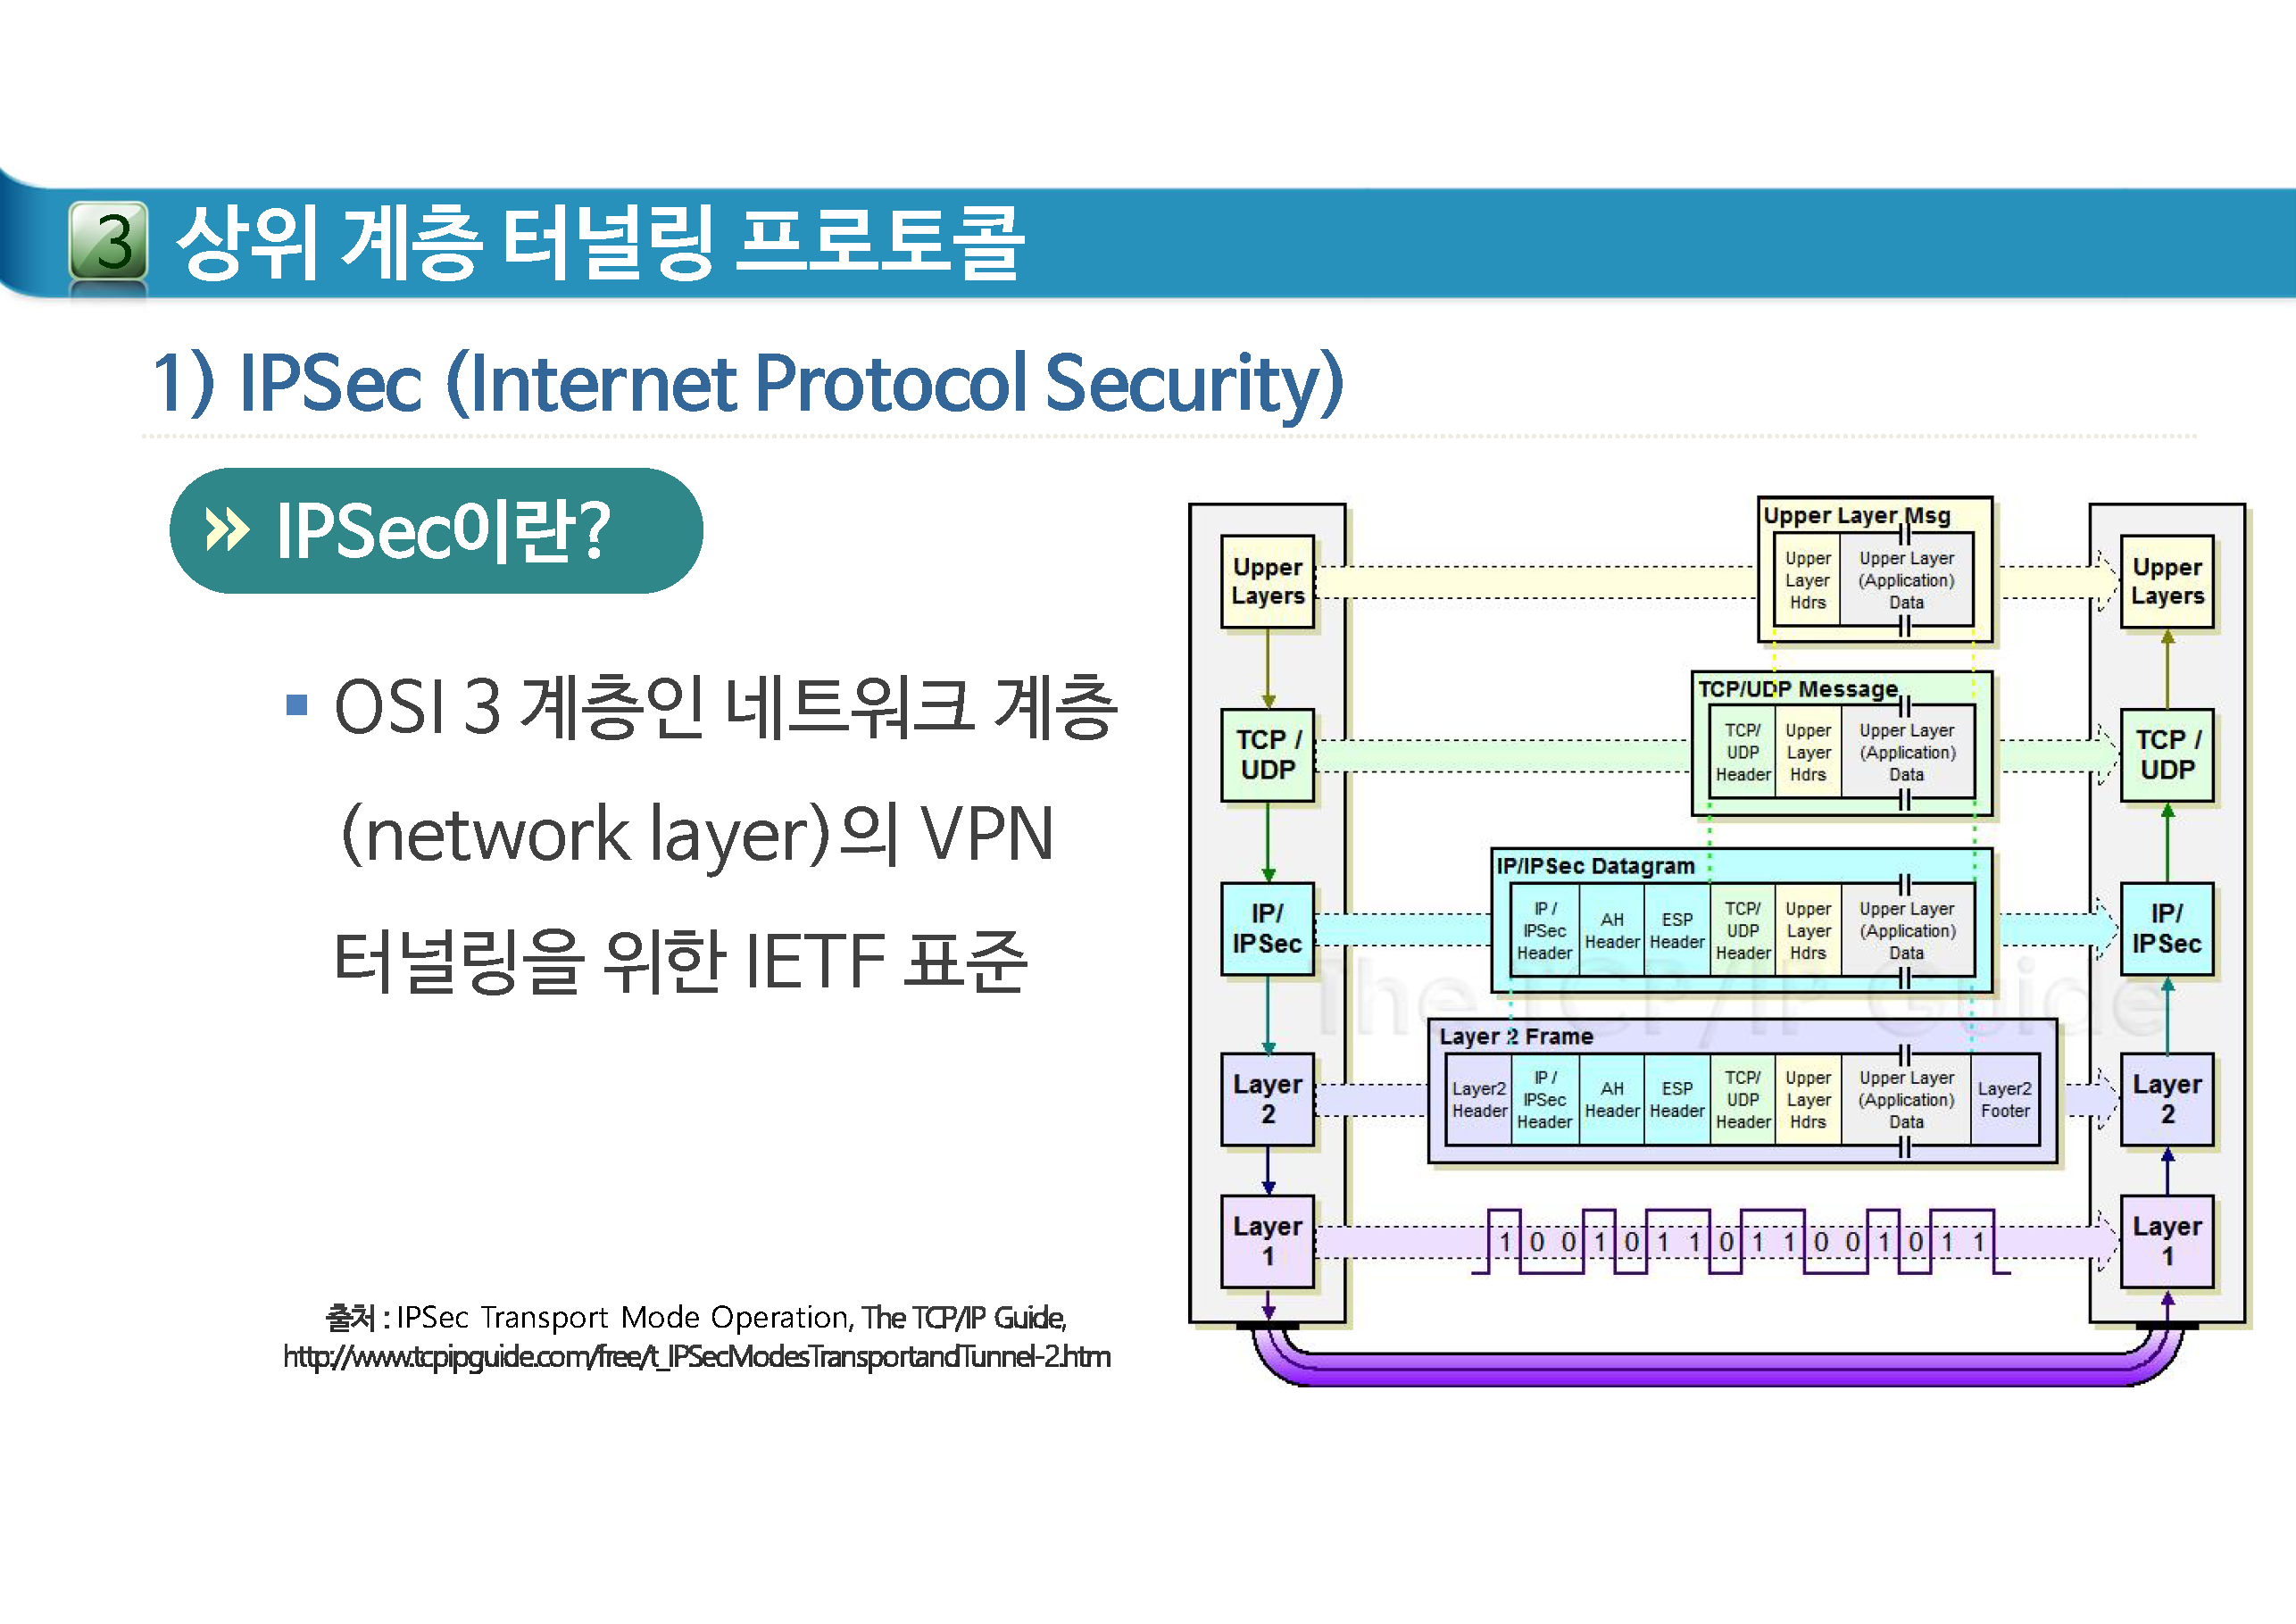 3 상위 계층 터널링 프로토콜
1) IPSec (Internet Protocol Security)
IPSec이란?
OSI 3 계층인 네트워크 계층
(network layer)의 VPN
터널링을 위한 IETF 표준
출처 : IPSec Transport Mode Operation, The TCP/IP Guide,
http://www.tcpipguide.com/free/t_IPSecModesTransportandTunnel-2.htm
Upper
Layers
TCP /
UDP
IP/
IPSec
Layer
2
Layer
1
Upper Layer Msg
Upper
Layer
Hdrs
Upper Layer
(Application)
Data
TCP/UDP Message
TCP/
UDP
Header
Upper
Layer
Hdrs
Upper Layer
(Application)
Data
IP/IPSec Datagram
IP /
IPSec
Header
AH
Header
ESP
Header
TCP/
UDP
Header
Upper
Layer
Hdrs
Upper Layer
(Application)
Data
The TCP/IP Guide
Layer 2 Frame
Layer2
Header
IP /
IPSec
Header
AH
Header
ESP
Header
TCP/
UDP
Header
Upper
Layer
Hdrs
Upper Layer
(Application)
Data
Layer2
Footer
1 0 0 1 0 1 1 0 1 1 0 0 1 0 1 1
Upper
Layers
TCP /
UDP
IP/
IPSec
Layer
2
Layer
1